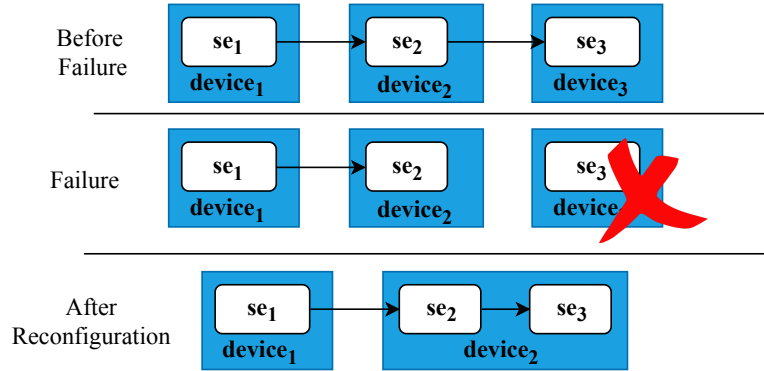 Before
Failure
se₁
se₂
se₃
device₁
device₂
device₃
Failure
se₁
se₂
se₃
device₁
device₂
device
After
Reconfiguration
se₁
se₂
se₃
device₁
device₂